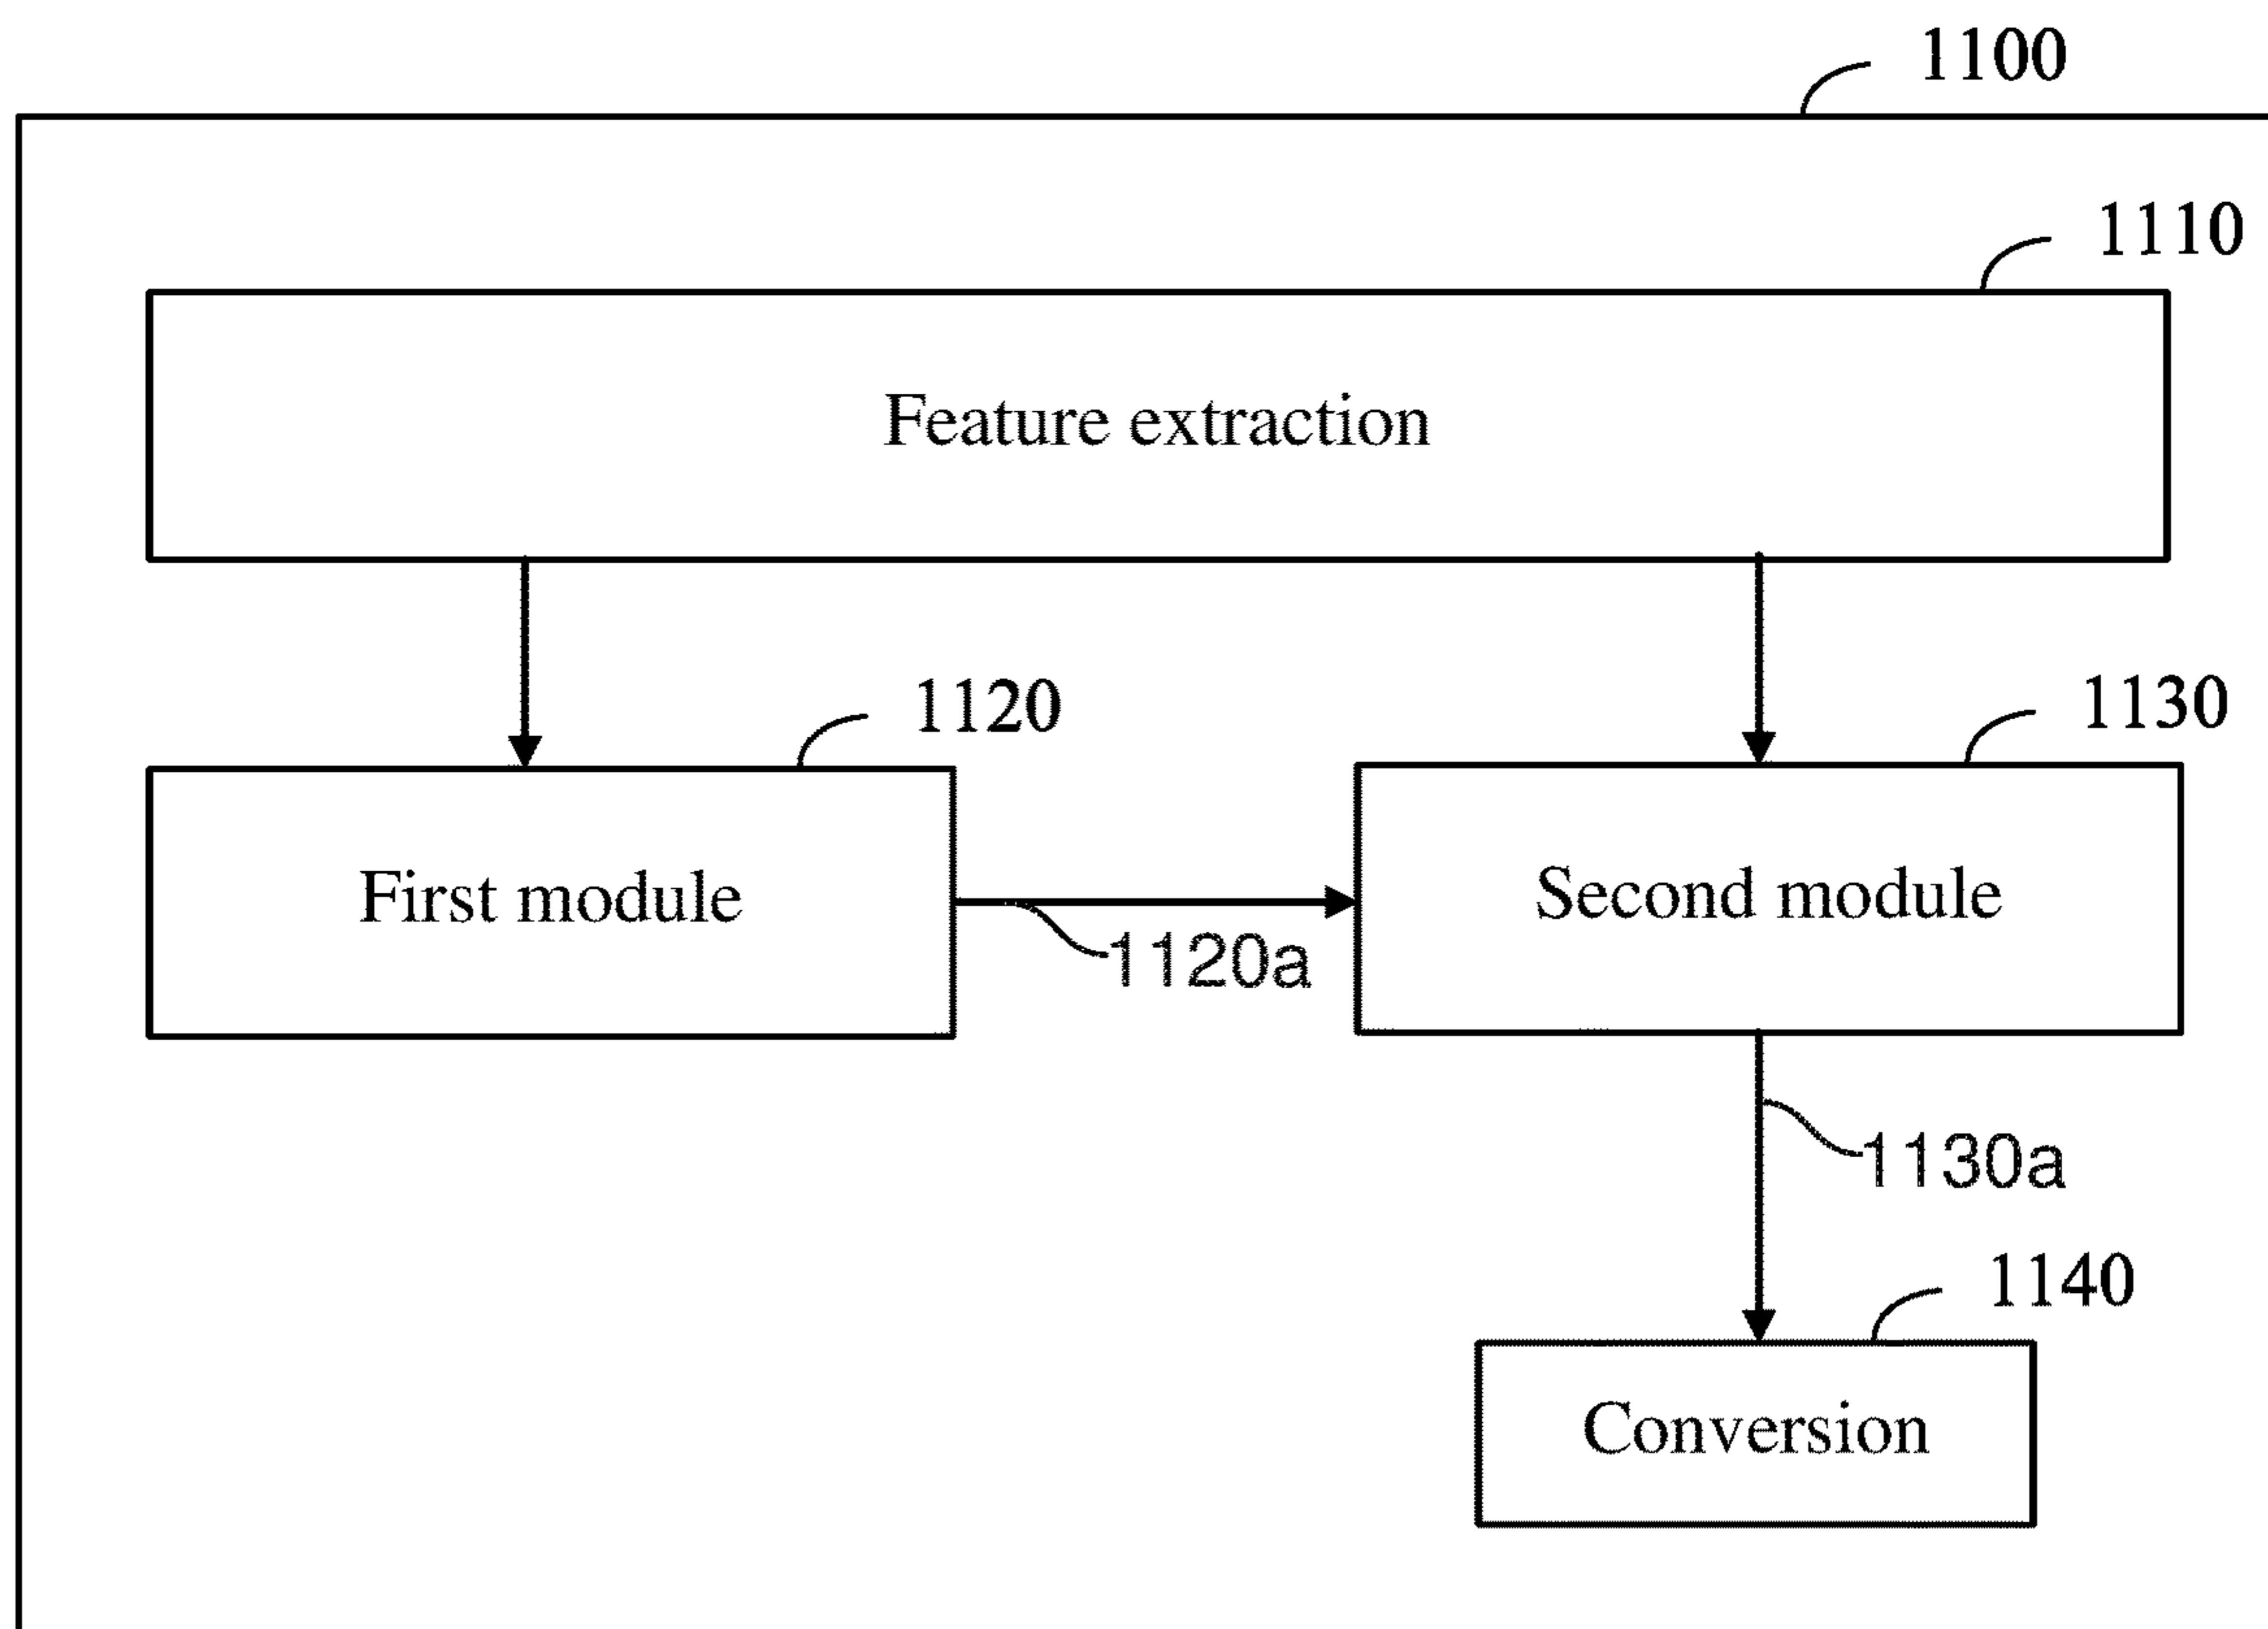 1100
1110
Feature extraction
1120
1130
First module
Second module
1120a
1130a
1140
Conversion